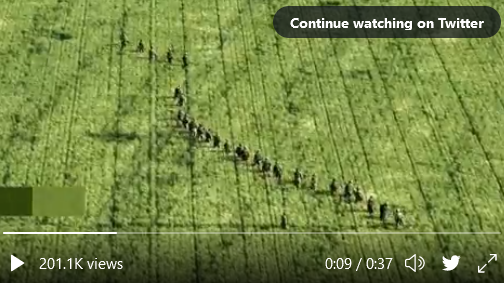 Continue watching on Twitter
201.1K views
0:09 / 0:37